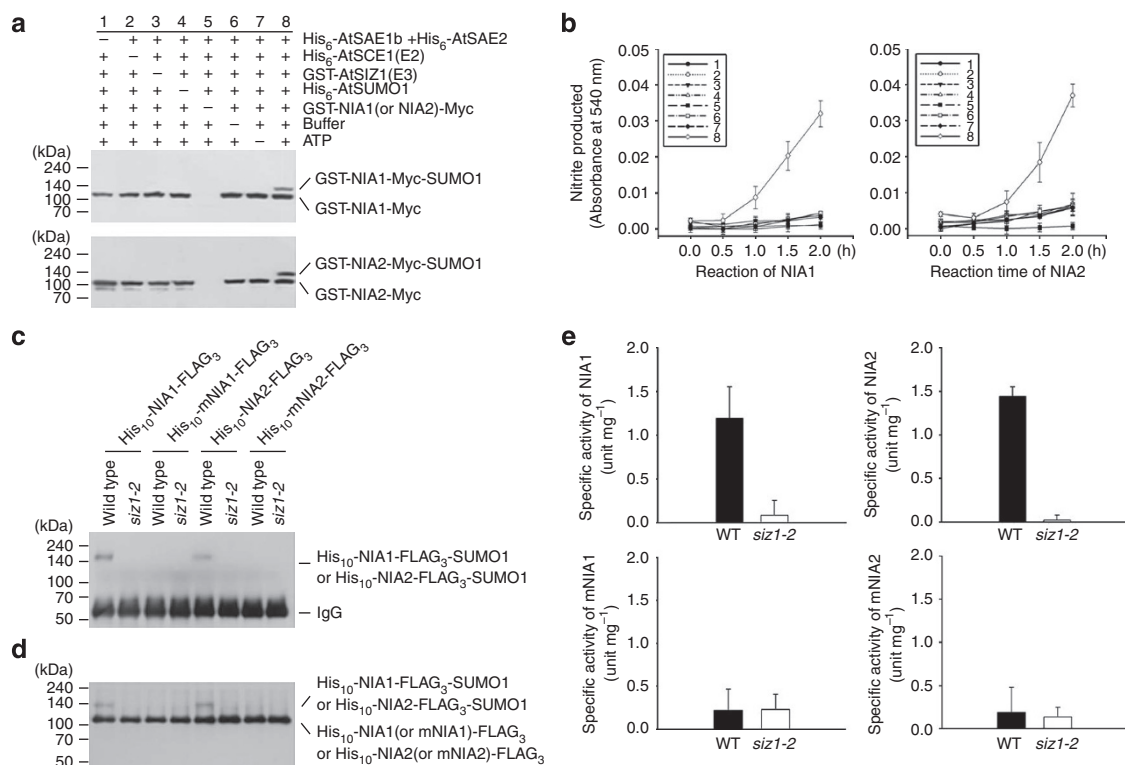 a
1 2 3 4 5 6 7 8
– + + + + + + + His6-AtSAE1b +His6-AtSAE2
+ – + + + + + + His6-AtSCE1(E2)
+ + – + + + + + GST-AtSIZ1(E3)
+ + + – + + + + His6-AtSUMO1
+ + + + – + + + GST-NIA1(or NIA2)-Myc
+ + + + + – + + Buffer
+ + + + + + – + ATP
(kDa)
240
140
100
70
GST-NIA1-Myc-SUMO1
GST-NIA1-Myc
240
140
100
70
GST-NIA2-Myc-SUMO1
GST-NIA2-Myc
b
Nitrite producted
(Absorbance at 540 nm)
0.05
0.04
0.03
0.02
0.01
0.00
1
2
3
4
5
6
7
8
0.0 0.5 1.0 1.5 2.0 (h)
Reaction of NIA1
0.05
0.04
0.03
0.02
0.01
0.00
1
2
3
4
5
6
7
8
0.0 0.5 1.0 1.5 2.0 (h)
Reaction time of NIA2
c
His10-NIA1-FLAG3
His10-mNIA1-FLAG3
His10-NIA2-FLAG3
His10-mNIA2-FLAG3
Wild type
siz1-2
Wild type
siz1-2
Wild type
siz1-2
Wild type
siz1-2
(kDa)
240
140
100
70
50
His10-NIA1-FLAG3-SUMO1
or His10-NIA2-FLAG3-SUMO1
IgG
d
(kDa)
240
140
100
70
50
His10-NIA1-FLAG3-SUMO1
or His10-NIA2-FLAG3-SUMO1
His10-NIA1(or mNIA1)-FLAG3
or His10-NIA2(or mNIA2)-FLAG3
e
Specific activity of NIA1
(unit mg–1)
2.0
1.5
1.0
0.5
0.0
WT siz1-2
Specific activity of NIA2
(unit mg–1)
2.0
1.5
1.0
0.5
0.0
WT siz1-2
Specific activity of mNIA1
(unit mg–1)
2.0
1.5
1.0
0.5
0.0
WT siz1-2
Specific activity of mNIA2
(unit mg–1)
2.0
1.5
1.0
0.5
0.0
WT siz1-2